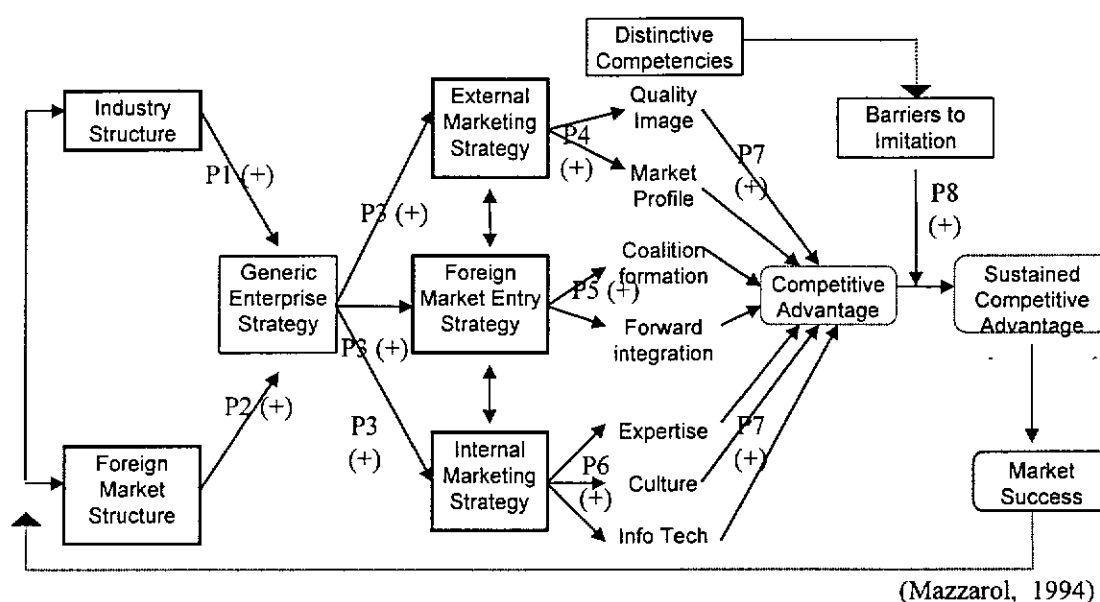 Distinctive
Competencies
Industry
Structure
External
Marketing
Strategy
Quality
Image
Barriers to
Imitation
P1 (+)
P4
(+)
P7
(+)
Market
Profile
P8
(+)
P3 (+)
Generic
Enterprise
Strategy
Foreign
Market Entry
Strategy
Coalition
formation
P5 (+)
Forward
integration
Competitive
Advantage
Sustained
Competitive
Advantage
P3 (+)
P2 (+)
P3
(+)
Foreign
Market
Structure
Internal
Marketing
Strategy
Expertise
P6
(+)
Culture
P7
(+)
Info Tech
Market
Success
(Mazzarol, 1994)